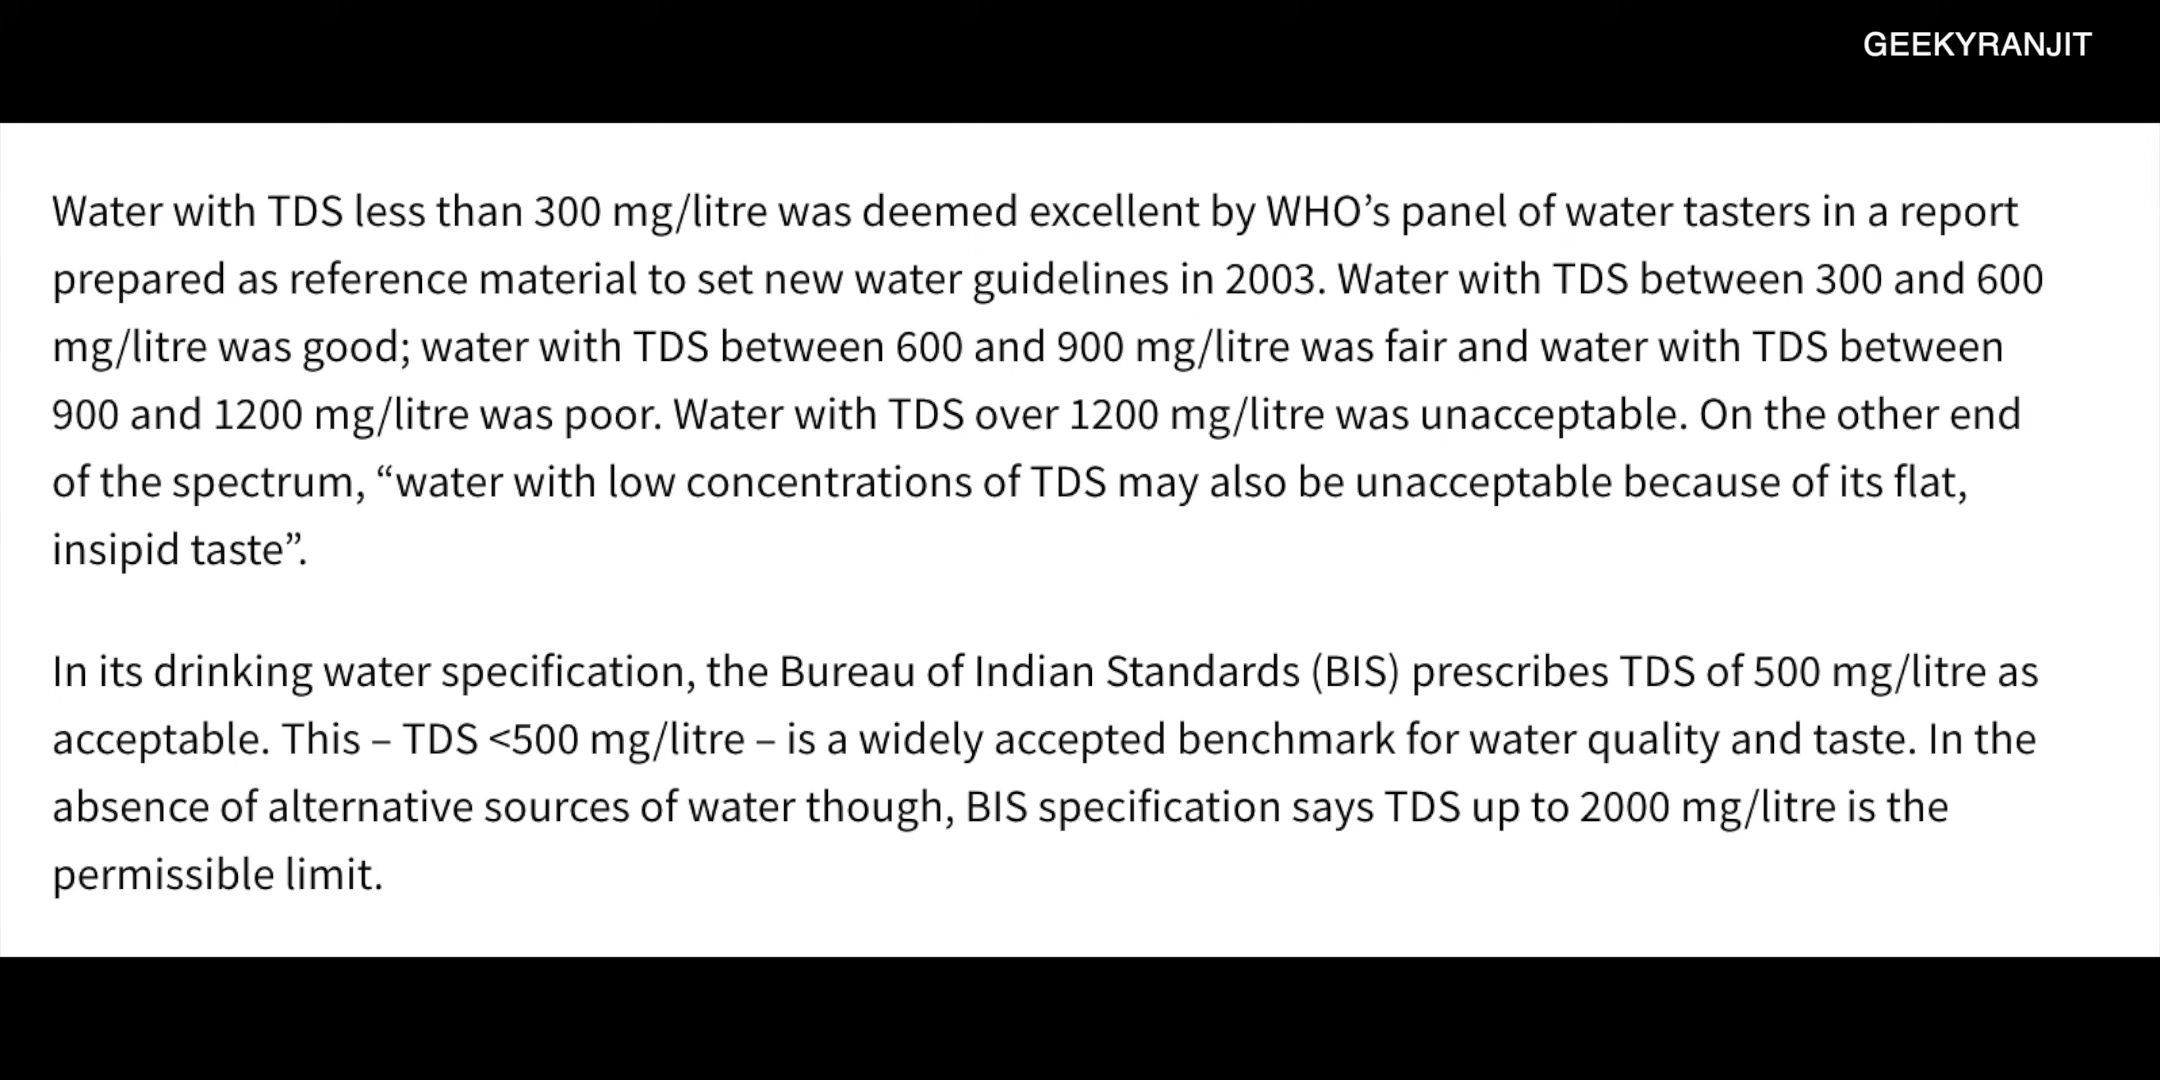 GEEKYRANJIT
Water with TDS less than 300 mg/litre was deemed excellent by WHO’s panel of water tasters in a report
prepared as reference material to set new water guidelines in 2003. Water with TDS between 300 and 600
mg/litre was good; water with TDS between 600 and 900 mg/litre was fair and water with TDS between
900 and 1200 mg/litre was poor. Water with TDS over 1200 mg/litre was unacceptable. On the other end
of the spectrum, “water with low concentrations of TDS may also be unacceptable because of its flat,
insipid taste”.
In its drinking water specification, the Bureau of Indian Standards (BIS) prescribes TDS of 500 mg/litre as
acceptable. This – TDS <500 mg/litre – is a widely accepted benchmark for water quality and taste. In the
absence of alternative sources of water though, BIS specification says TDS up to 2000 mg/litre is the
permissible limit.